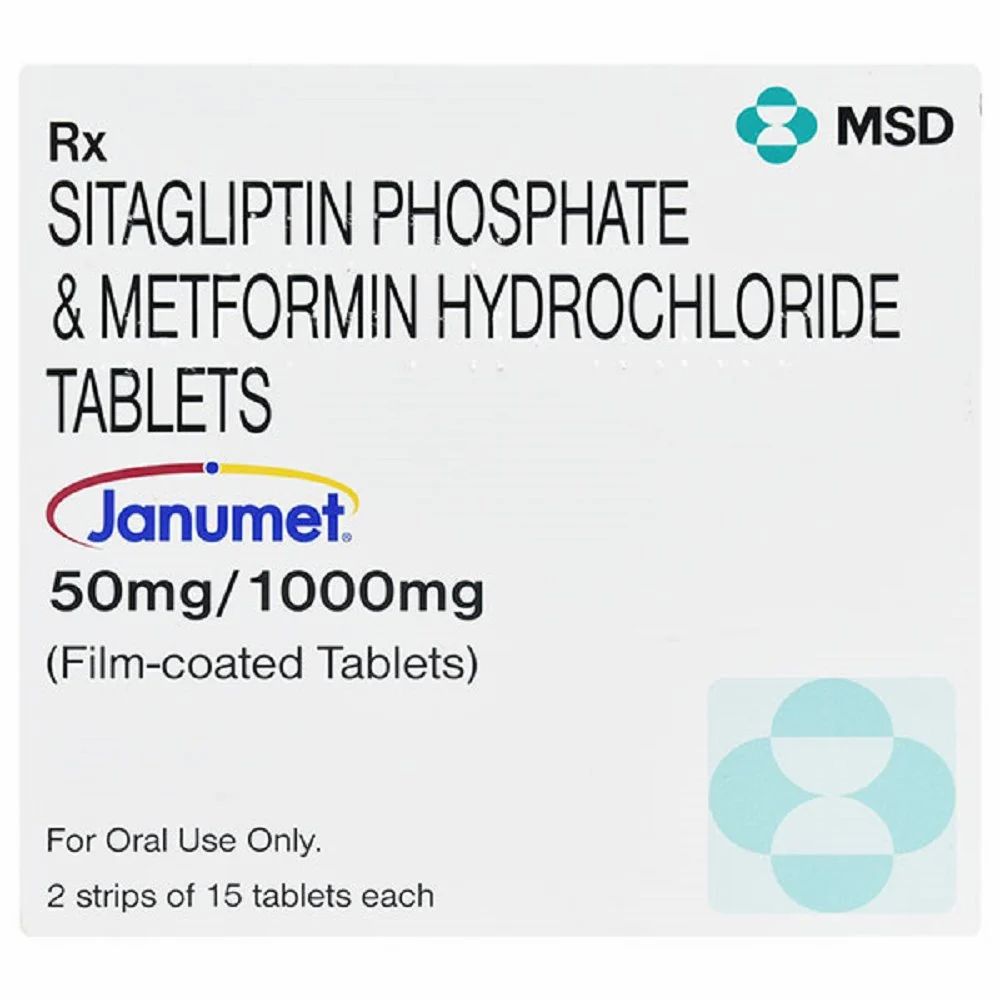 Rx
MSD
SITAGLIPTIN PHOSPHATE
& METFORMIN HYDROCHLORIDE
TABLETS
Janumet®
50mg/1000mg
(Film-coated Tablets)
For Oral Use Only.
2 strips of 15 tablets each